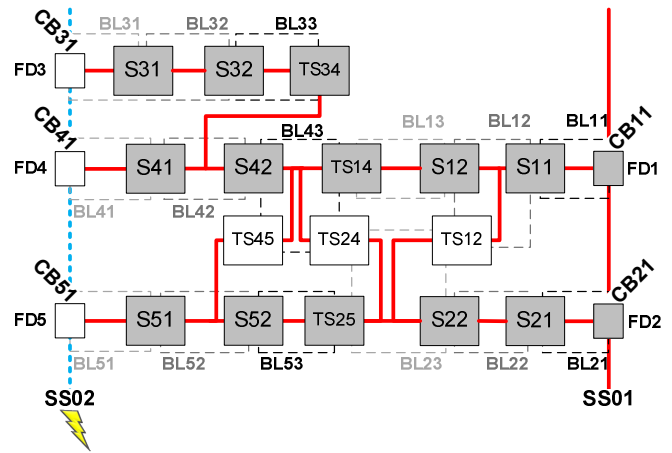 CB31
BL31
BL32
BL33
FD3
S31
S32
TS34
CB41
BL43
BL13
BL12
BL11
CB11
FD4
S41
S42
TS14
S12
S11
FD1
BL41
BL42
TS45
TS24
TS12
CB51
CB21
FD5
S51
S52
TS25
S22
S21
FD2
BL51
BL52
BL53
BL23
BL22
BL21
SS02
SS01